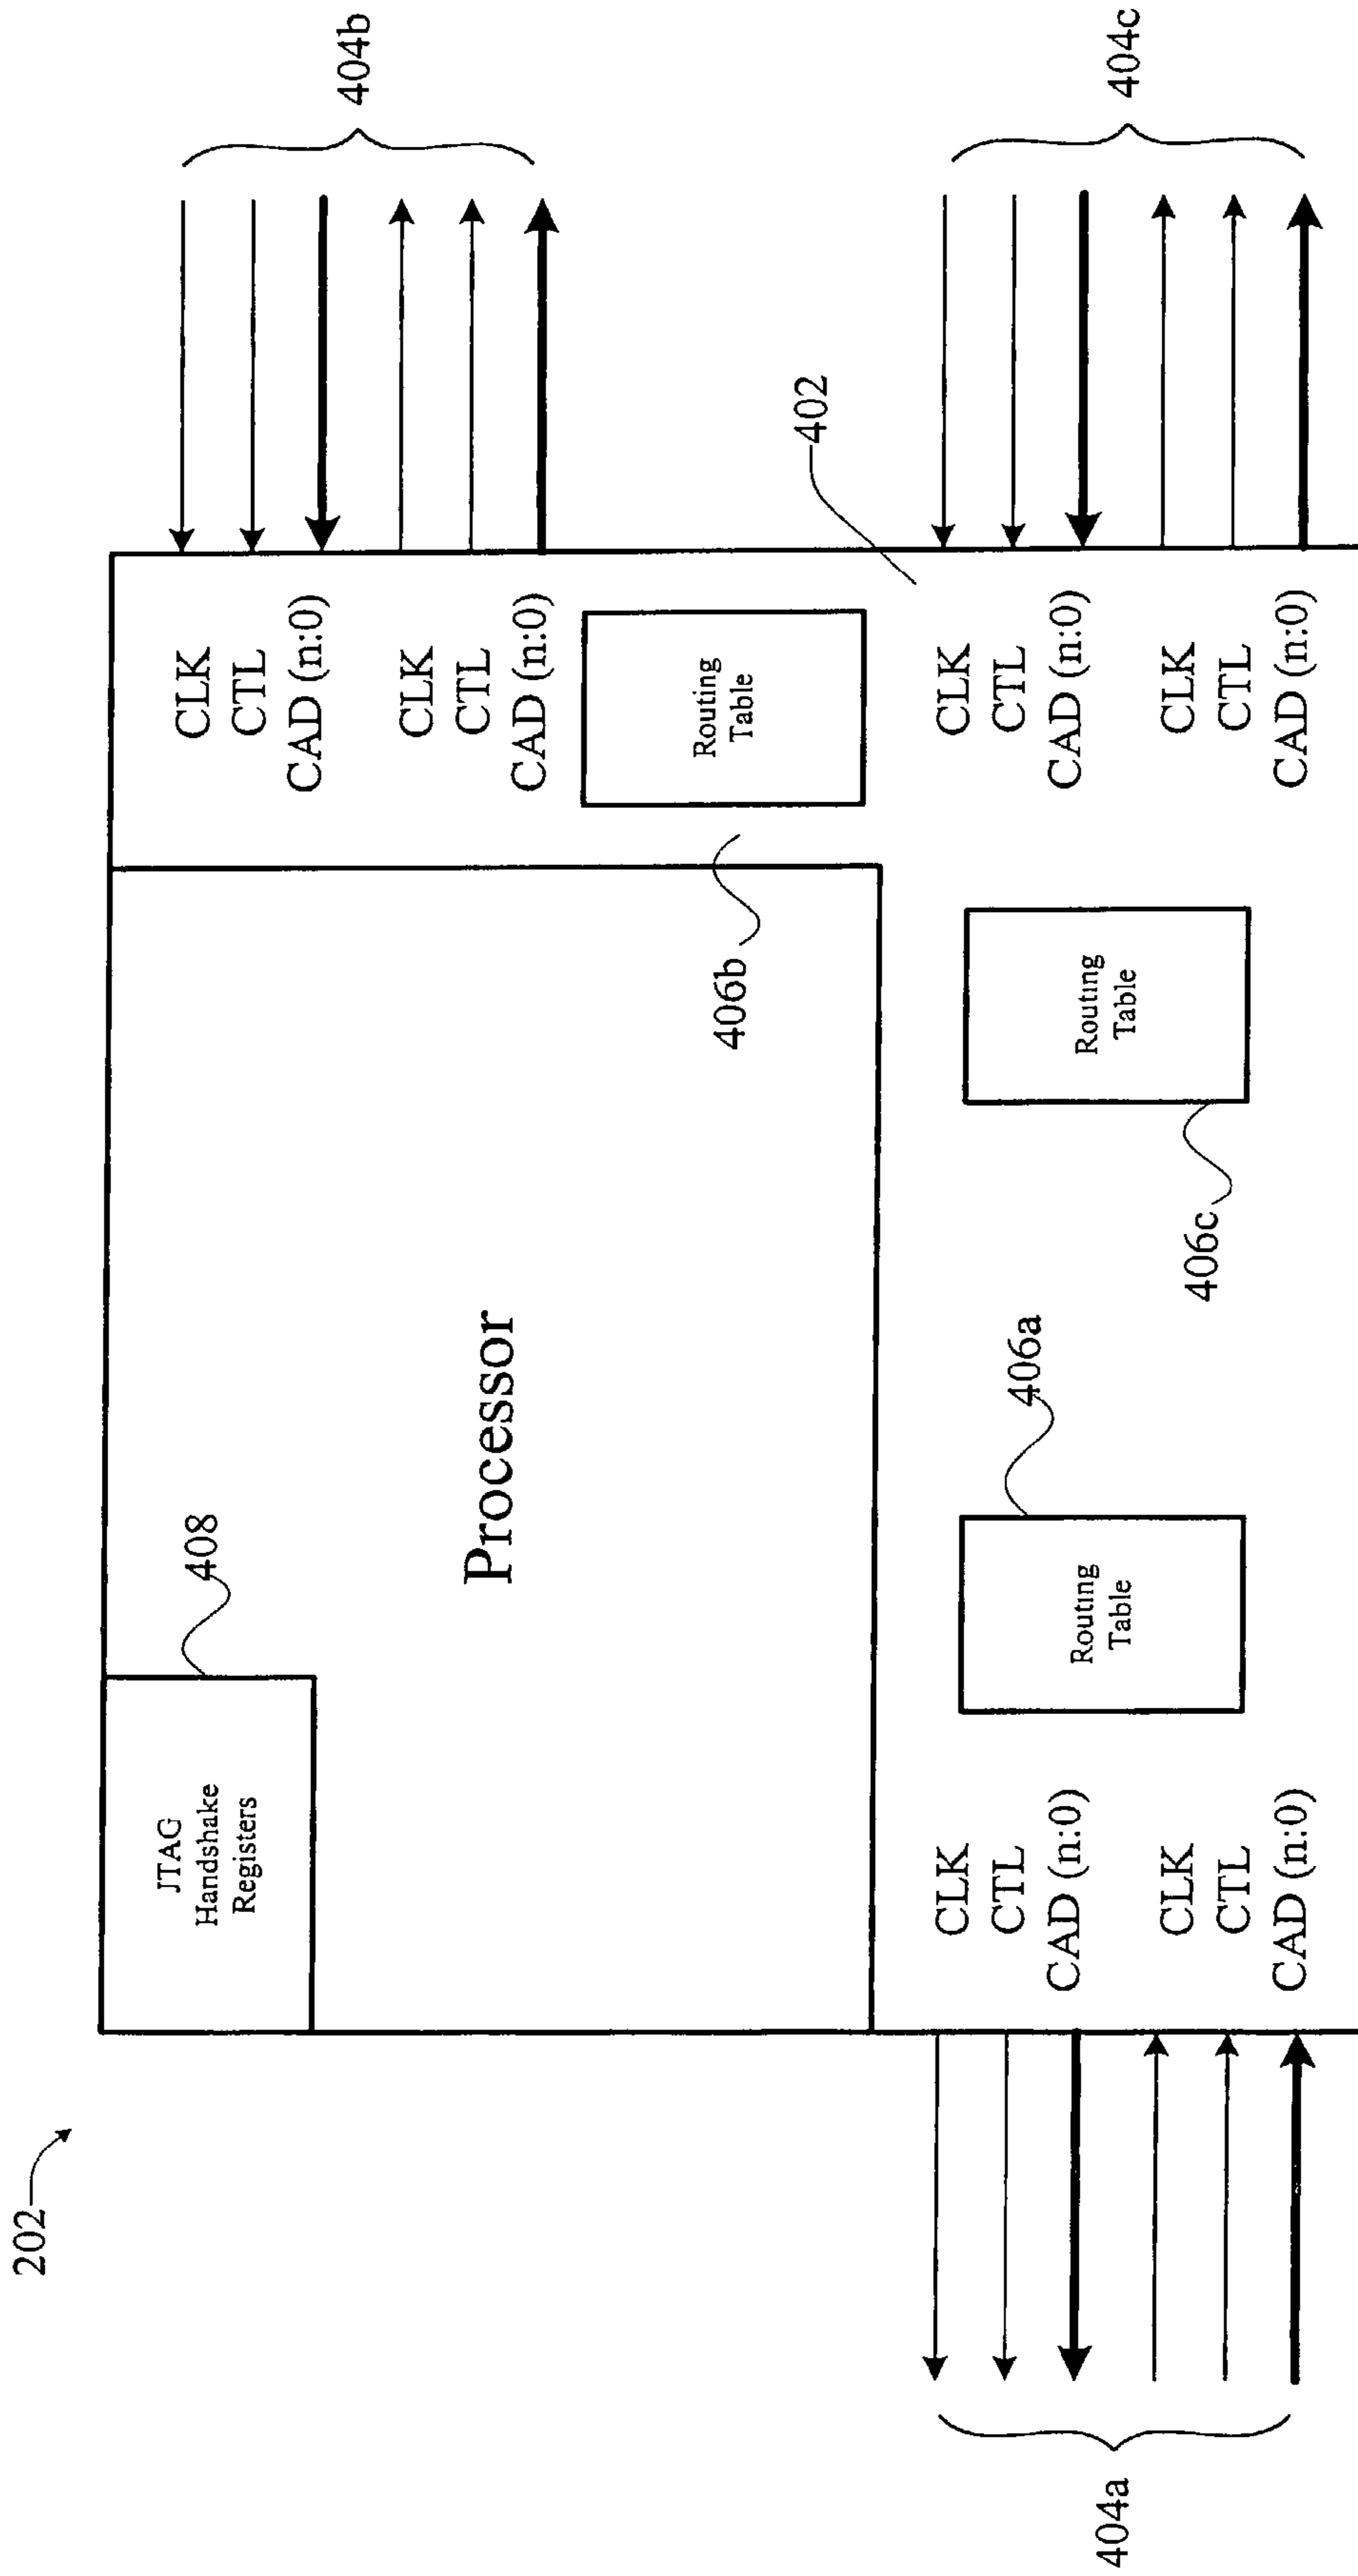 202
JTAG
Handshake
Registers
408
CLK
CTL
CAD (n:0)
CLK
CTL
CAD (n:0)
404b
Processor
Routing
Table
406b
402
404a
CLK
CTL
CAD (n:0)
CLK
CTL
CAD (n:0)
Routing
Table
406a
406c
Routing
Table
CLK
CTL
CAD (n:0)
CLK
CTL
CAD (n:0)
404c